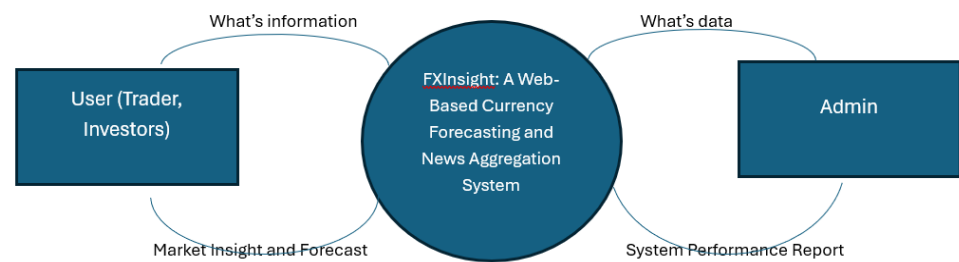 What's information
What's data
User (Trader,
Investors)
FXInsight: A Web-
Based Currency
Forecasting and
News Aggregation
System
Admin
Market Insight and Forecast
System Performance Report